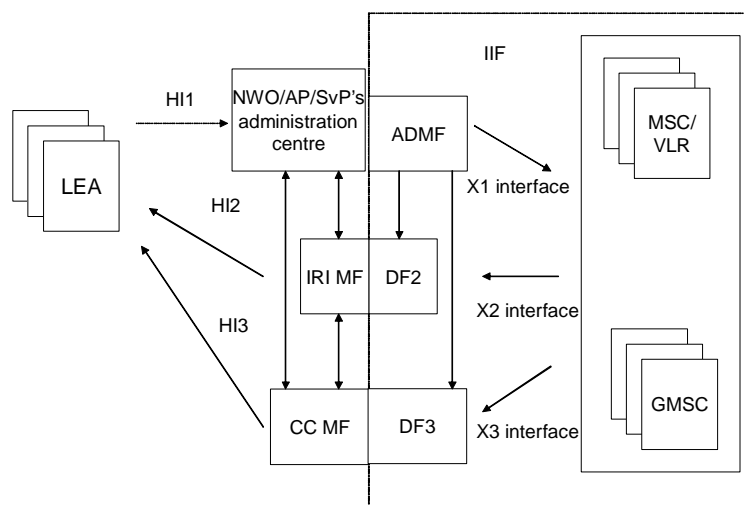 IIF
HI1
NWO/AP/SvP's
administration
centre
ADMF
MSC/
VLR
LEA
X1 interface
HI2
IRI MF
DF2
X2 interface
HI3
CC MF
DF3
X3 interface
GMSC